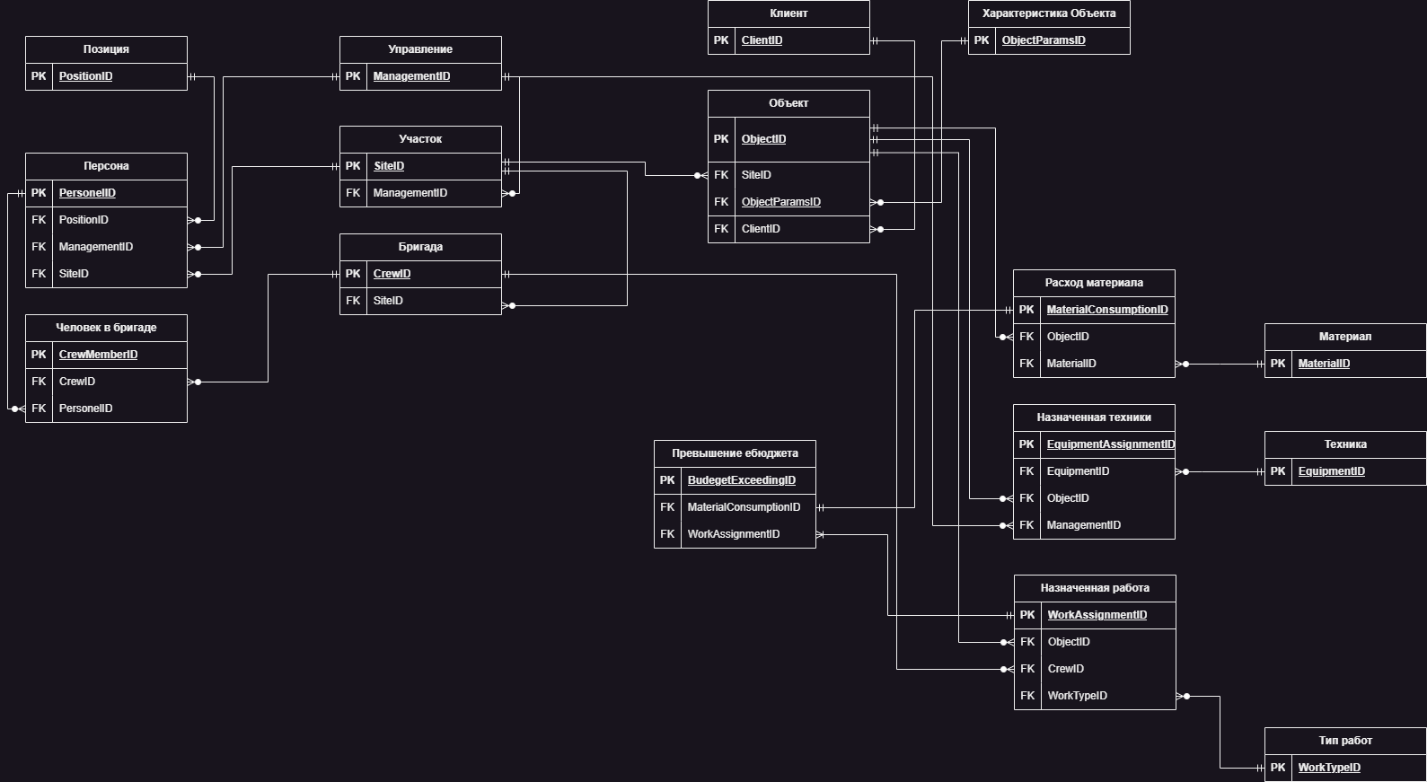 Клиент
PK ClientID
Характеристика Объекта
PK ObjectParamsID
Позиция
PK PositionID
Управление
PK ManagementID
Объект
PK ObjectID
FK SiteID
FK ObjectParamsID
FK ClientID
Участок
PK SiteID
FK ManagementID
Персона
PK PersonelID
FK PositionID
FK ManagementID
FK SiteID
Бригада
PK CrewID
FK SiteID
Человек в бригаде
PK CrewMemberID
FK CrewID
FK PersonelID
Расход материала
PK MaterialConsumptionID
FK ObjectID
FK MaterialID
Материал
PK MaterialID
Назначенная техники
PK EquipmentAssignmentID
FK EquipmentID
FK ObjectID
FK ManagementID
Техника
PK EquipmentID
Превышение ебюджета
PK BudegetExceedingID
FK MaterialConsumptionID
FK WorkAssignmentID
Назначенная работа
PK WorkAssignmentID
FK ObjectID
FK CrewID
FK WorkTypeID
Тип работ
PK WorkTypeID